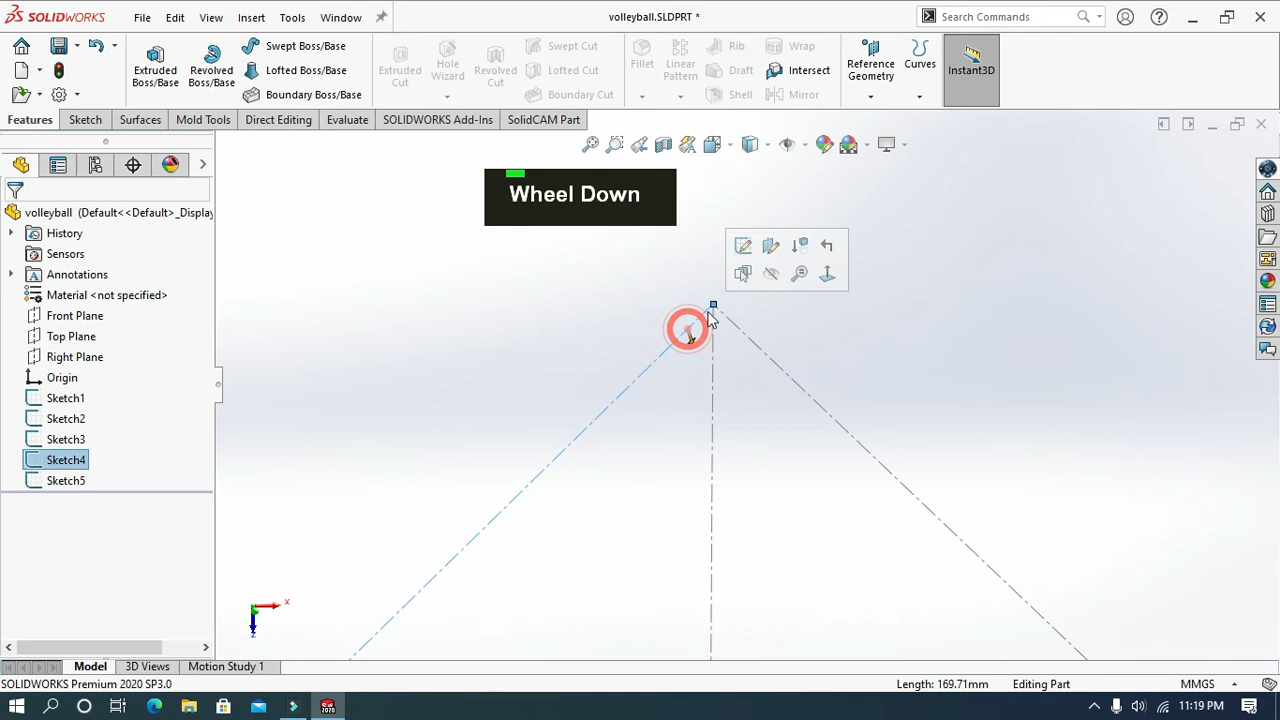 SOLIDWORKS
File Edit View Insert Tools Window
volleyball.SLDPRT *
Search Commands
Extruded Boss/Base
Revolved Boss/Base
Swept Boss/Base
Lofted Boss/Base
Boundary Boss/Base
Extruded Cut
Hole Wizard
Revolved Cut
Swept Cut
Lofted Cut
Boundary Cut
Fillet
Linear Pattern
Rib
Draft
Shell
Wrap
Intersect
Mirror
Reference Geometry
Curves
Instant3D
Features Sketch Surfaces Mold Tools Direct Editing Evaluate SOLIDWORKS Add-Ins SolidCAM Part
Wheel Down
volleyball (Default<<Default>_Display
History
Sensors
Annotations
Material <not specified>
Front Plane
Top Plane
Right Plane
Origin
Sketch1
Sketch2
Sketch3
Sketch4
Sketch5
x
z
Model 3D Views Motion Study 1
SOLIDWORKS Premium 2020 SP3.0
Length: 169.71mm Editing Part MMGS
11:19 PM